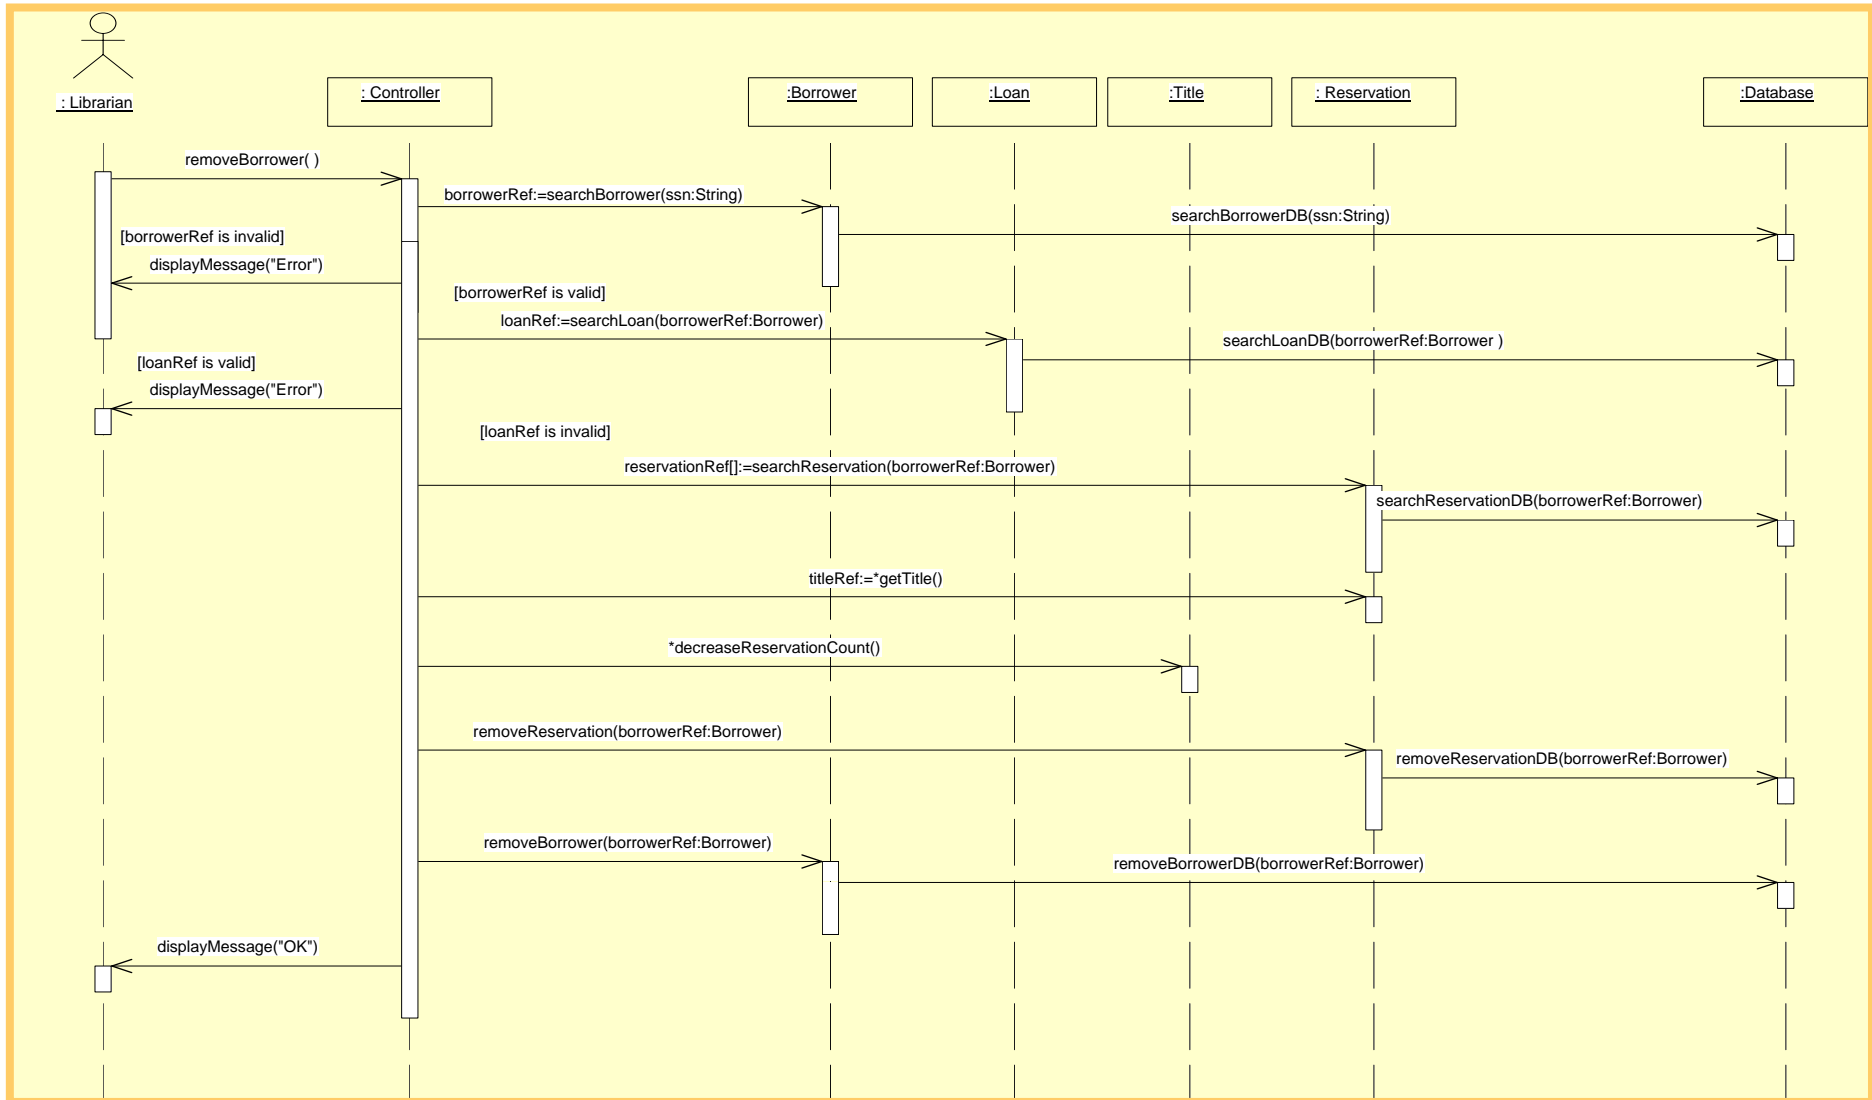 : Librarian
: Controller
:Borrower
:Loan
:Title
: Reservation
:Database
removeBorrower( )
borrowerRef:=searchBorrower(ssn:String)
searchBorrowerDB(ssn:String)
[borrowerRef is invalid]
displayMessage("Error")
[borrowerRef is valid]
loanRef:=searchLoan(borrowerRef:Borrower)
searchLoanDB(borrowerRef:Borrower )
[loanRef is valid]
displayMessage("Error")
[loanRef is invalid]
reservationRef[]:=searchReservation(borrowerRef:Borrower)
searchReservationDB(borrowerRef:Borrower)
titleRef:=*getTitle()
*decreaseReservationCount()
removeReservation(borrowerRef:Borrower)
removeReservationDB(borrowerRef:Borrower)
removeBorrower(borrowerRef:Borrower)
removeBorrowerDB(borrowerRef:Borrower)
displayMessage("OK")